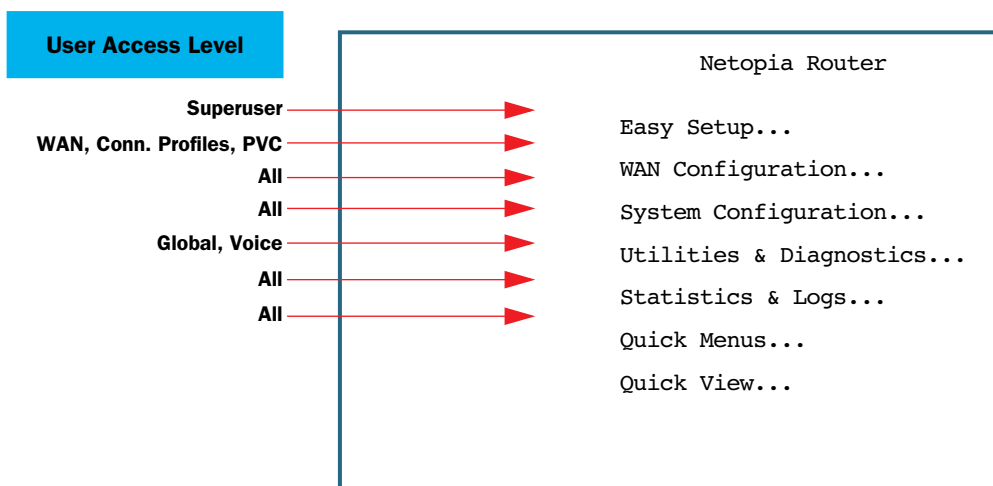 User Access Level
Netopia Router
Superuser
WAN, Conn. Profiles, PVC
All
All
Global, Voice
All
All
Easy Setup...
WAN Configuration...
System Configuration...
Utilities & Diagnostics...
Statistics & Logs...
Quick Menus...
Quick View...